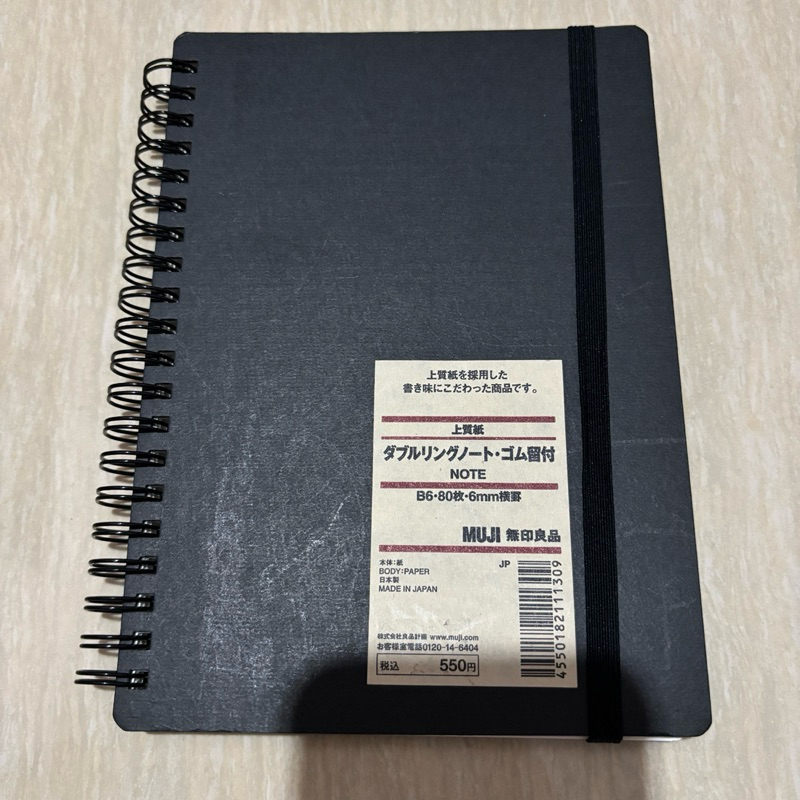 上質紙を採用した
書き味にこだわった商品です。
上質紙
ダブルリングノート・ゴム留付
NOTE
B6・80枚・6mm横罫
MUJI 無印良品
本体:紙
BODY:PAPER
日本製
MADE IN JAPAN
JP
株式会社良品計画 www.muji.com
お客様室電話0120-14-6404
税込 550円
4550182111309